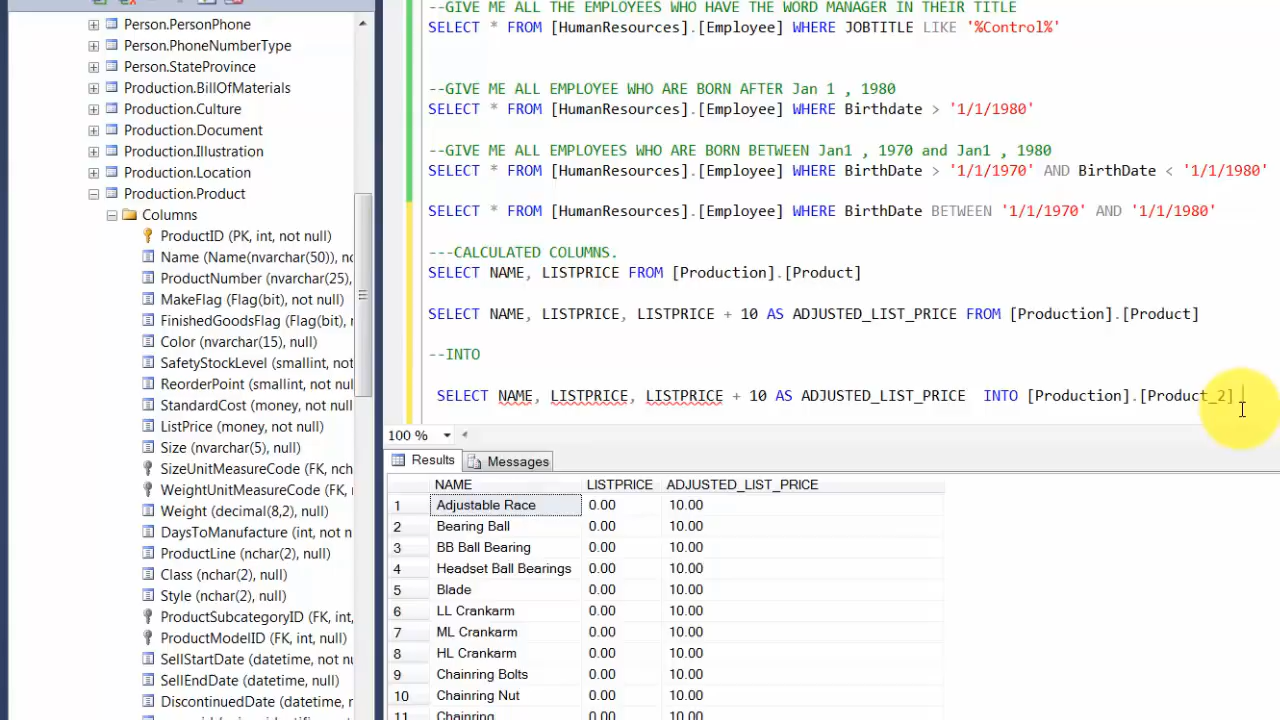 Person.PersonPhone
Person.PhoneNumberType
Person.StateProvince
Production.BillOfMaterials
Production.Culture
Production.Document
Production.Illustration
Production.Location
Production.Product
Columns
ProductID (PK, int, not null)
Name (Name(nvarchar(50)), no
ProductNumber (nvarchar(25),
MakeFlag (Flag(bit), not null)
FinishedGoodsFlag (Flag(bit),
Color (nvarchar(15), null)
SafetyStockLevel (smallint, not
ReorderPoint (smallint, not null
StandardCost (money, not null)
ListPrice (money, not null)
Size (nvarchar(5), null)
SizeUnitMeasureCode (FK, nch
WeightUnitMeasureCode (FK,
Weight (decimal(8,2), null)
DaysToManufacture (int, not n
ProductLine (nchar(2), null)
Class (nchar(2), null)
Style (nchar(2), null)
ProductSubcategoryID (FK, int,
ProductModelID (FK, int, null)
SellStartDate (datetime, not nu
SellEndDate (datetime, null)
DiscontinuedDate (datetime,
--GIVE ME ALL THE EMPLOYEES WHO HAVE THE WORD MANAGER IN THEIR TITLE
SELECT * FROM [HumanResources].[Employee] WHERE JOBTITLE LIKE '%Control%'
--GIVE ME ALL EMPLOYEE WHO ARE BORN AFTER Jan 1 , 1980
SELECT * FROM [HumanResources].[Employee] WHERE Birthdate > '1/1/1980'
--GIVE ME ALL EMPLOYEES WHO ARE BORN BETWEEN Jan1 , 1970 and Jan1 , 1980
SELECT * FROM [HumanResources].[Employee] WHERE BirthDate > '1/1/1970' AND BirthDate < '1/1/1980'
SELECT * FROM [HumanResources].[Employee] WHERE BirthDate BETWEEN '1/1/1970' AND '1/1/1980'
---CALCULATED COLUMNS.
SELECT NAME, LISTPRICE FROM [Production].[Product]
SELECT NAME, LISTPRICE, LISTPRICE + 10 AS ADJUSTED_LIST_PRICE FROM [Production].[Product]
--INTO
SELECT NAME, LISTPRICE, LISTPRICE + 10 AS ADJUSTED_LIST_PRICE INTO [Production].[Product_2]
100 %
Results Messages
NAME LISTPRICE ADJUSTED_LIST_PRICE
1 Adjustable Race 0.00 10.00
2 Bearing Ball 0.00 10.00
3 BB Ball Bearing 0.00 10.00
4 Headset Ball Bearings 0.00 10.00
5 Blade 0.00 10.00
6 LL Crankarm 0.00 10.00
7 ML Crankarm 0.00 10.00
8 HL Crankarm 0.00 10.00
9 Chainring Bolts 0.00 10.00
10 Chainring Nut 0.00 10.00
11 Chainring 0.00 10.00